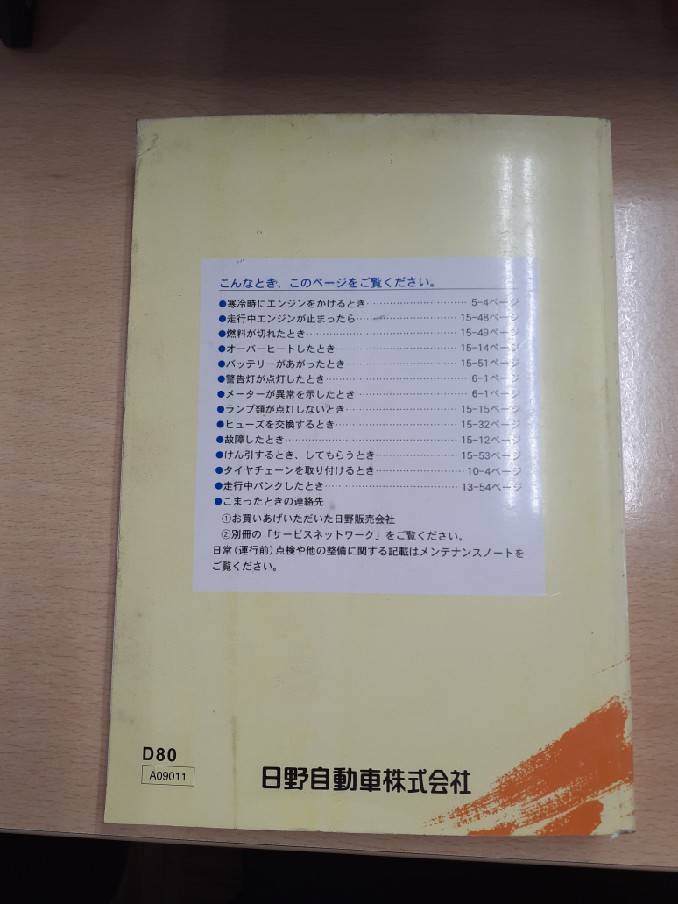 こんなとき、このページをご覧ください。
●寒冷時にエンジンをかけるとき…………………………5-4ページ
●走行中エンジンが止まったら…………………………15-48ページ
●燃料が切れたとき…………………………15-49ページ
●オーバーヒートしたとき…………………………15-14ページ
●バッテリーがあがったとき…………………………15-51ページ
●警告灯が点灯したとき…………………………6-1ページ
●メーターが異常を示したとき…………………………6-1ページ
●ランプ類が点灯しないとき…………………………15-15ページ
●ヒューズを交換するとき…………………………15-32ページ
●故障したとき…………………………15-12ページ
●けん引するとき、してもらうとき…………………………15-53ページ
●タイヤチェーンを取り付けるとき…………………………10-4ページ
●走行中パンクしたとき…………………………13-54ページ
●こまったときの連絡先
①お買いあげいただいた日野販売会社
②別冊の「サービスネットワーク」をご覧ください。
日常(運行前)点検や他の整備に関する記載はメンテナンスノートを
ご覧ください。
D80
A09011
日野自動車株式会社